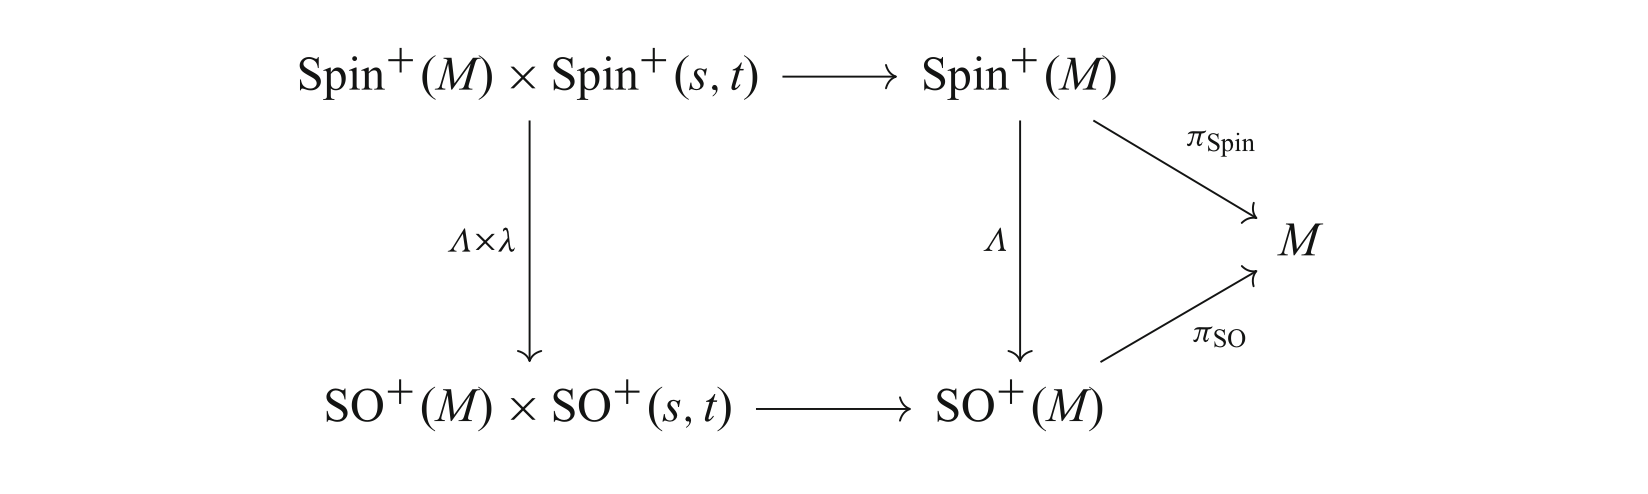 Spin⁺(M) × Spin⁺(s, t) ⟶ Spin⁺(M)
π_Spin
Λ×λ Λ M
π_SO
SO⁺(M) × SO⁺(s, t) ⟶ SO⁺(M)